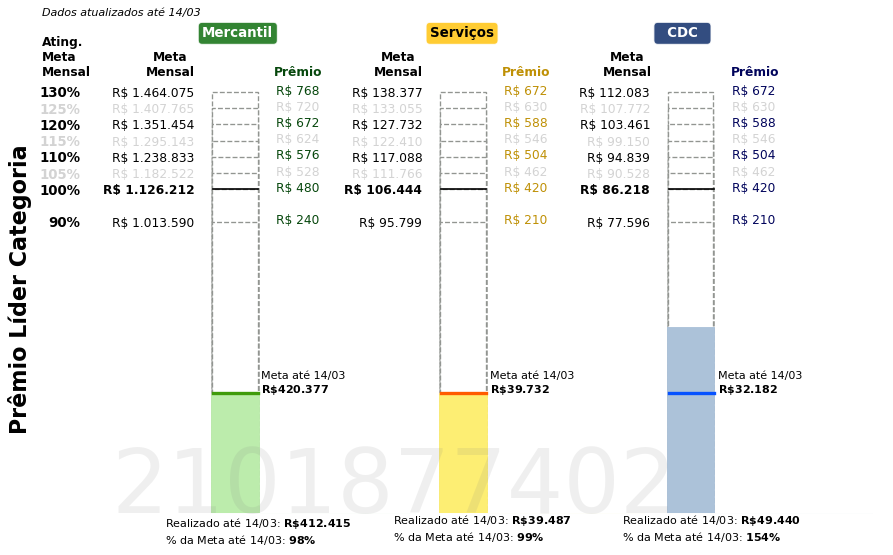 Dados atualizados até 14/03
Mercantil Serviços CDC
Ating. Meta Mensal Meta Mensal Prêmio Meta Mensal Prêmio Meta Mensal Prêmio
130% R$ 1.464.075 R$ 768 R$ 138.377 R$ 672 R$ 112.083 R$ 672
125% R$ 1.407.765 R$ 720 R$ 133.055 R$ 630 R$ 107.772 R$ 630
120% R$ 1.351.454 R$ 672 R$ 127.732 R$ 588 R$ 103.461 R$ 588
115% R$ 1.295.143 R$ 624 R$ 122.410 R$ 546 R$ 99.150 R$ 546
110% R$ 1.238.833 R$ 576 R$ 117.088 R$ 504 R$ 94.839 R$ 504
105% R$ 1.182.522 R$ 528 R$ 111.766 R$ 462 R$ 90.528 R$ 462
100% R$ 1.126.212 R$ 480 R$ 106.444 R$ 420 R$ 86.218 R$ 420
90% R$ 1.013.590 R$ 240 R$ 95.799 R$ 210 R$ 77.596 R$ 210
Prêmio Líder Categoria
Meta até 14/03 Meta até 14/03 Meta até 14/03
R$420.377 R$39.732 R$32.182
2101877402
Realizado até 14/03: R$412.415 Realizado até 14/03: R$39.487 Realizado até 14/03: R$49.440
% da Meta até 14/03: 98% % da Meta até 14/03: 99% % da Meta até 14/03: 154%